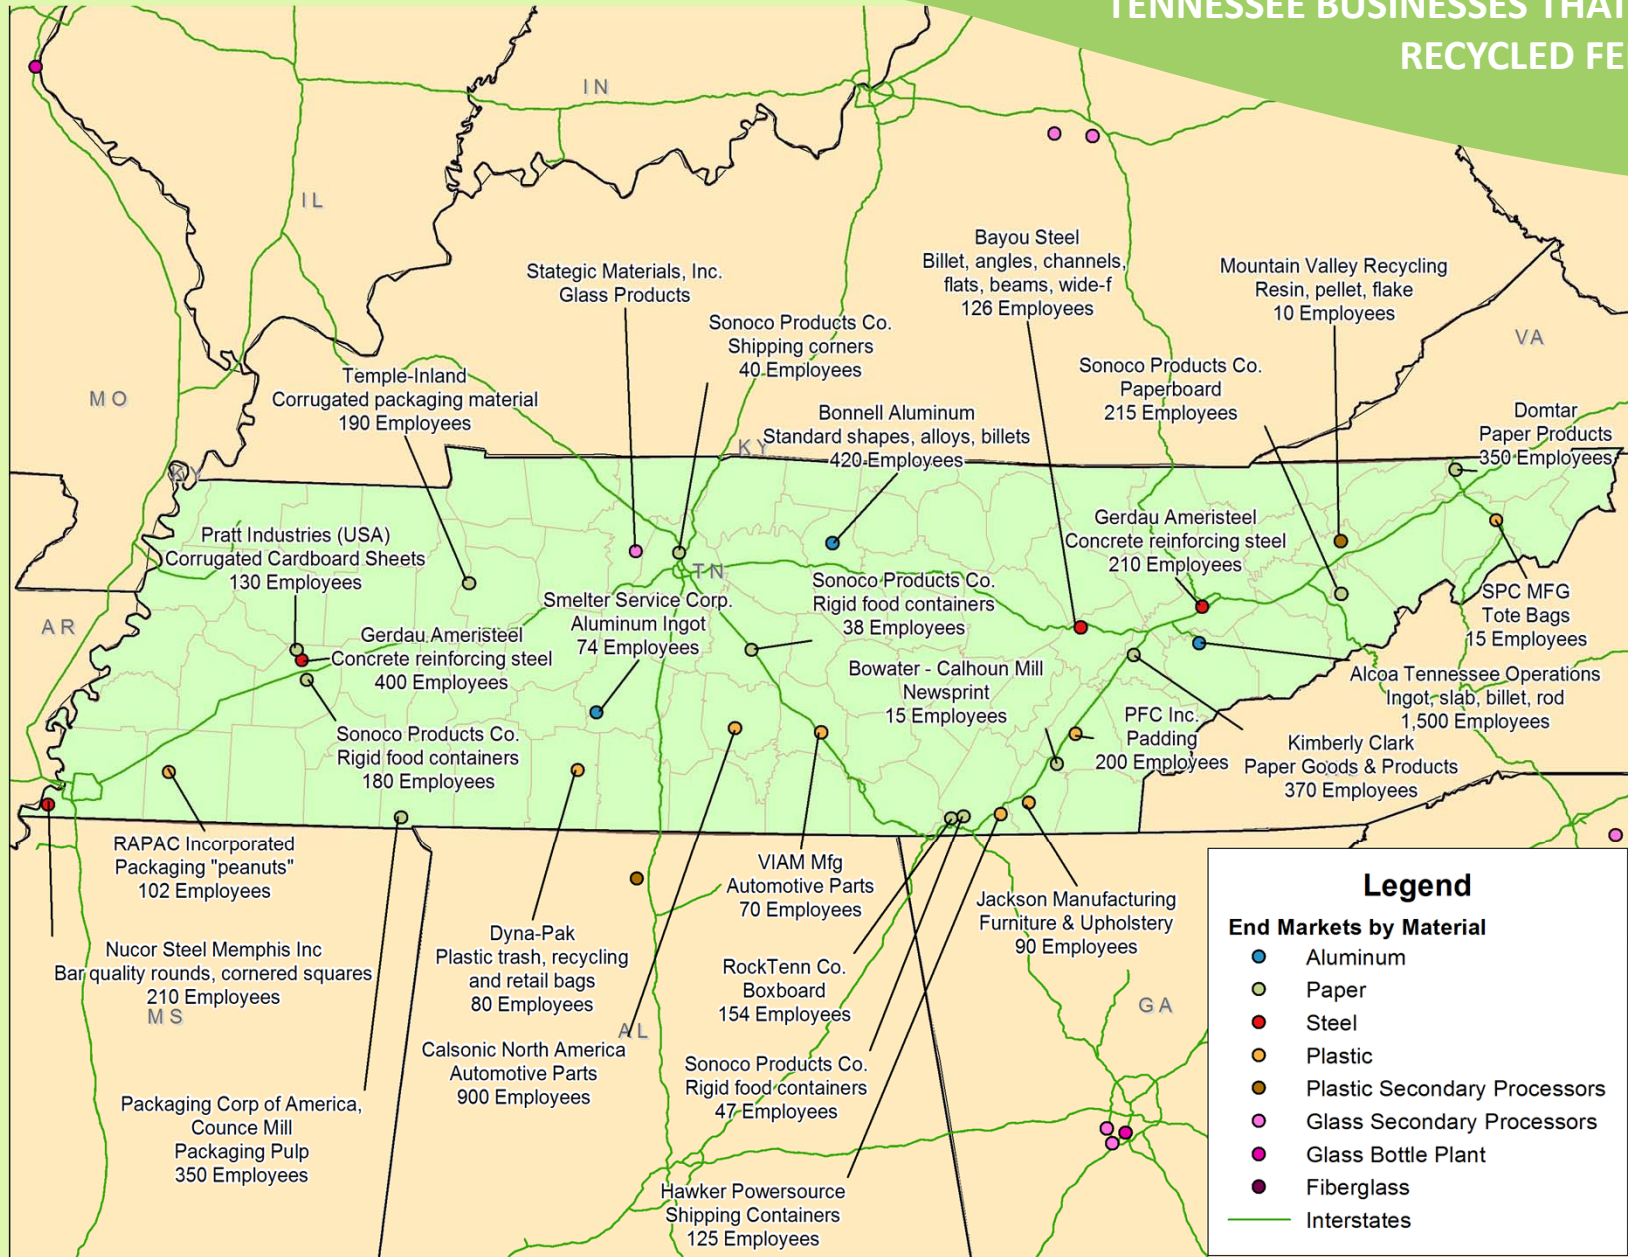 TENNESSEE BUSINESSES THAT
RECYCLED FE
IN
IL
MO
KY
AR
VA
KY
TN
MS
AL
GA
Stategic Materials, Inc.
Glass Products
Sonoco Products Co.
Shipping corners
40 Employees
Bayou Steel
Billet, angles, channels,
flats, beams, wide-f
126 Employees
Mountain Valley Recycling
Resin, pellet, flake
10 Employees
Temple-Inland
Corrugated packaging material
190 Employees
Bonnell Aluminum
Standard shapes, alloys, billets
420 Employees
Sonoco Products Co.
Paperboard
215 Employees
Domtar
Paper Products
350 Employees
Pratt Industries (USA)
Corrugated Cardboard Sheets
130 Employees
Gerdau Ameristeel
Concrete reinforcing steel
400 Employees
Smelter Service Corp.
Aluminum Ingot
74 Employees
Sonoco Products Co.
Rigid food containers
38 Employees
Gerdau Ameristeel
Concrete reinforcing steel
210 Employees
SPC MFG
Tote Bags
15 Employees
Sonoco Products Co.
Rigid food containers
180 Employees
Bowater - Calhoun Mill
Newsprint
15 Employees
PFC Inc.
Padding
200 Employees
Alcoa Tennessee Operations
Ingot, slab, billet, rod
1,500 Employees
Kimberly Clark
Paper Goods & Products
370 Employees
RAPAC Incorporated
Packaging "peanuts"
102 Employees
Nucor Steel Memphis Inc
Bar quality rounds, cornered squares
210 Employees
Dyna-Pak
Plastic trash, recycling
and retail bags
80 Employees
VIAM Mfg
Automotive Parts
70 Employees
Jackson Manufacturing
Furniture & Upholstery
90 Employees
RockTenn Co.
Boxboard
154 Employees
Calsonic North America
Automotive Parts
900 Employees
Sonoco Products Co.
Rigid food containers
47 Employees
Packaging Corp of America,
Counce Mill
Packaging Pulp
350 Employees
Hawker Powersource
Shipping Containers
125 Employees
Legend
End Markets by Material
Aluminum
Paper
Steel
Plastic
Plastic Secondary Processors
Glass Secondary Processors
Glass Bottle Plant
Fiberglass
Interstates